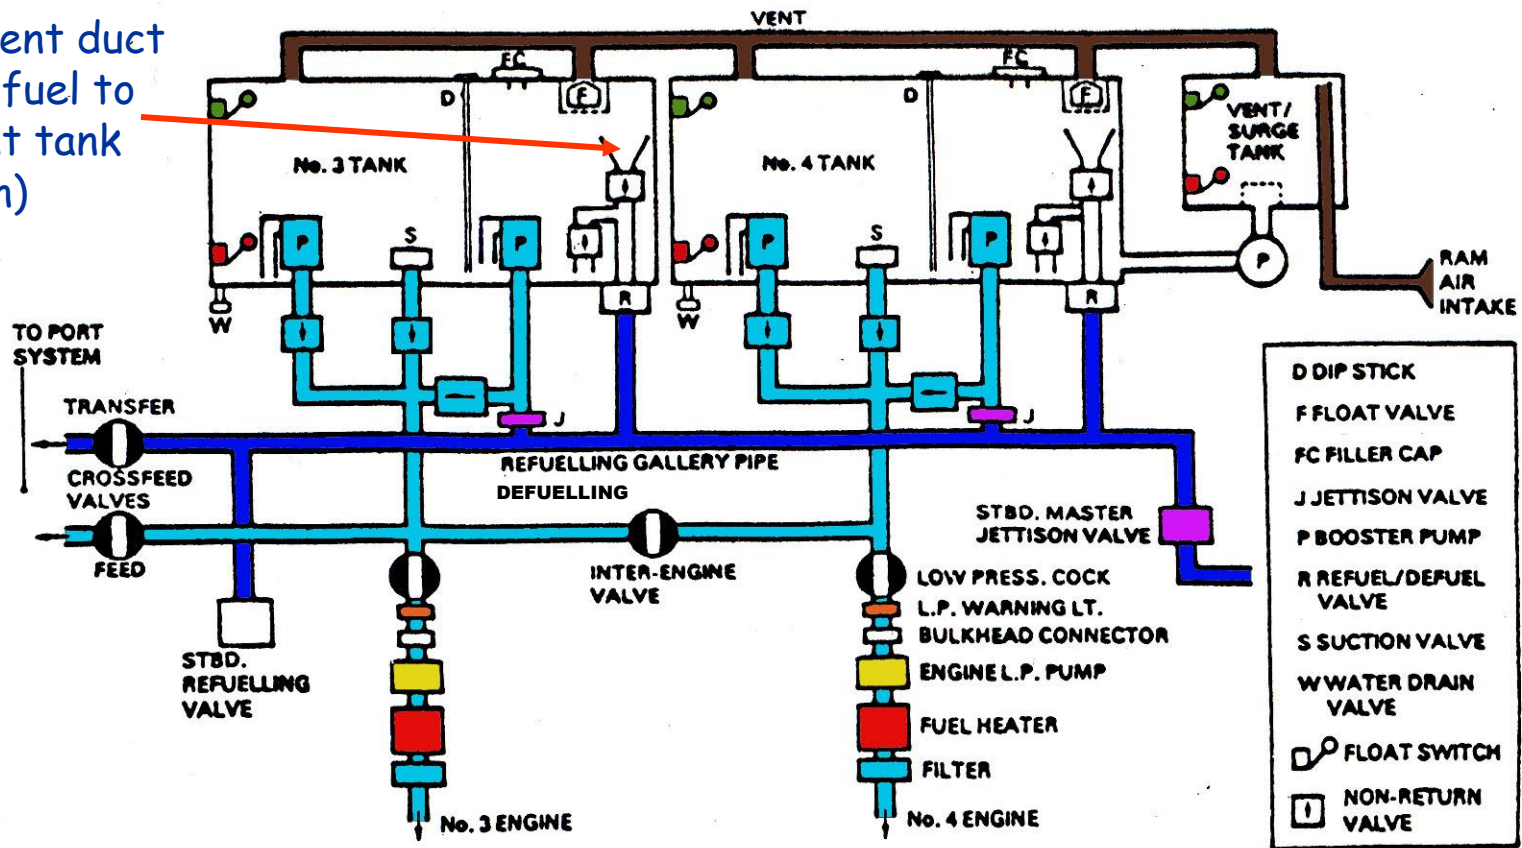 ent duct
fuel to
t tank
)
VENT
FC
FC
F
F
D
D
No. 3 TANK
No. 4 TANK
VENT/
SURGE
TANK
P
S
P
P
S
P
P
R
R
W
W
RAM
AIR
INTAKE
TO PORT
SYSTEM
TRANSFER
J
J
CROSSFEED
VALVES
REFUELLING GALLERY PIPE
DEFUELLING
FEED
INTER-ENGINE
VALVE
STBD. MASTER
JETTISON VALVE
STBD.
REFUELLING
VALVE
LOW PRESS. COCK
L.P. WARNING LT.
BULKHEAD CONNECTOR
ENGINE L.P. PUMP
FUEL HEATER
FILTER
No. 3 ENGINE
No. 4 ENGINE
D DIP STICK
F FLOAT VALVE
FC FILLER CAP
J JETTISON VALVE
P BOOSTER PUMP
R REFUEL/DEFUEL
VALVE
S SUCTION VALVE
W WATER DRAIN
VALVE
FLOAT SWITCH
NON-RETURN
VALVE